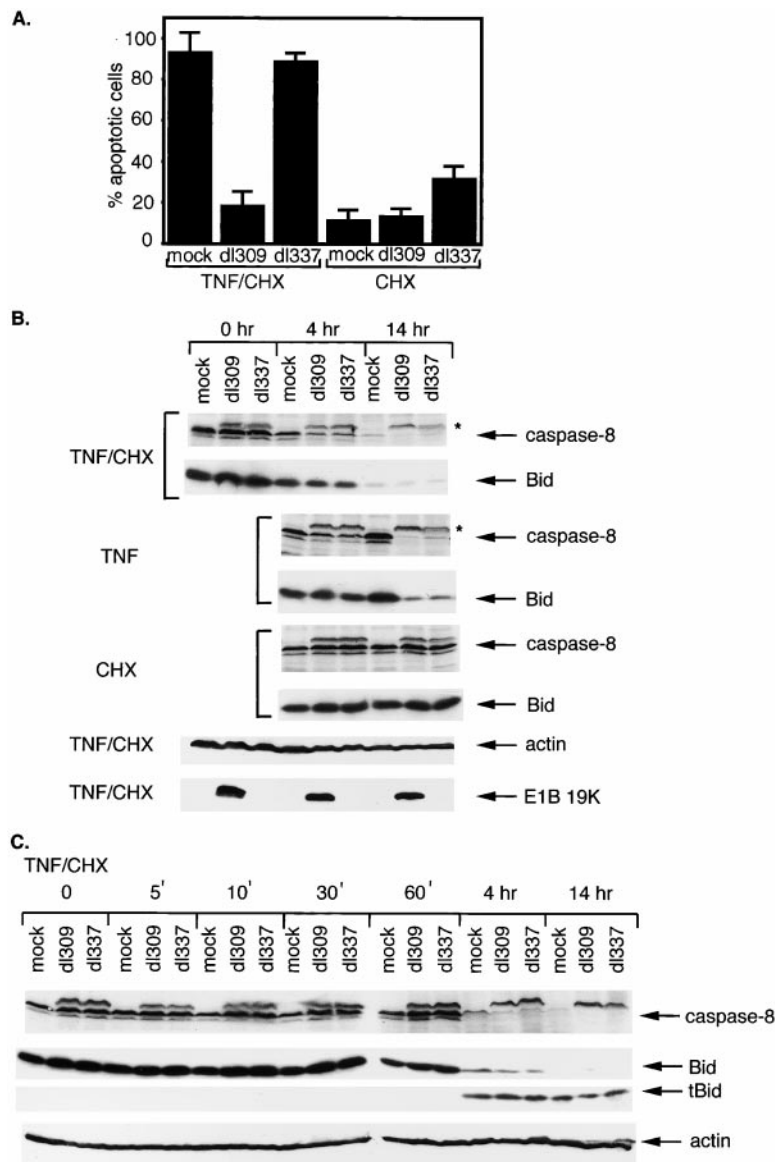 A.
% apoptotic cells
100
80
60
40
20
0
mock dl309 dl337 mock dl309 dl337
TNF/CHX CHX
B.
0 hr 4 hr 14 hr
mock dl309 dl337 mock dl309 dl337 mock dl309 dl337
TNF/CHX
* caspase-8
Bid
TNF
* caspase-8
Bid
CHX
caspase-8
Bid
TNF/CHX actin
TNF/CHX E1B 19K
C.
TNF/CHX
0 5' 10' 30' 60' 4 hr 14 hr
mock dl309 dl337 mock dl309 dl337 mock dl309 dl337 mock dl309 dl337 mock dl309 dl337 mock dl309 dl337 mock dl309 dl337
caspase-8
Bid
tBid
actin